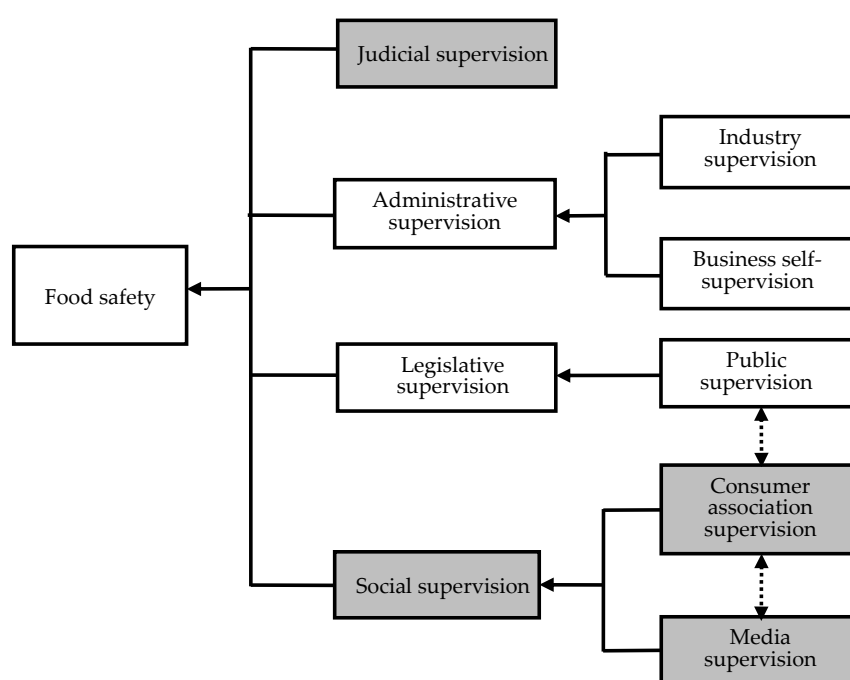 Judicial supervision
Industry
supervision
Administrative
supervision
Business self-
supervision
Food safety
Legislative
supervision
Public
supervision
Consumer
association
supervision
Social supervision
Media
supervision